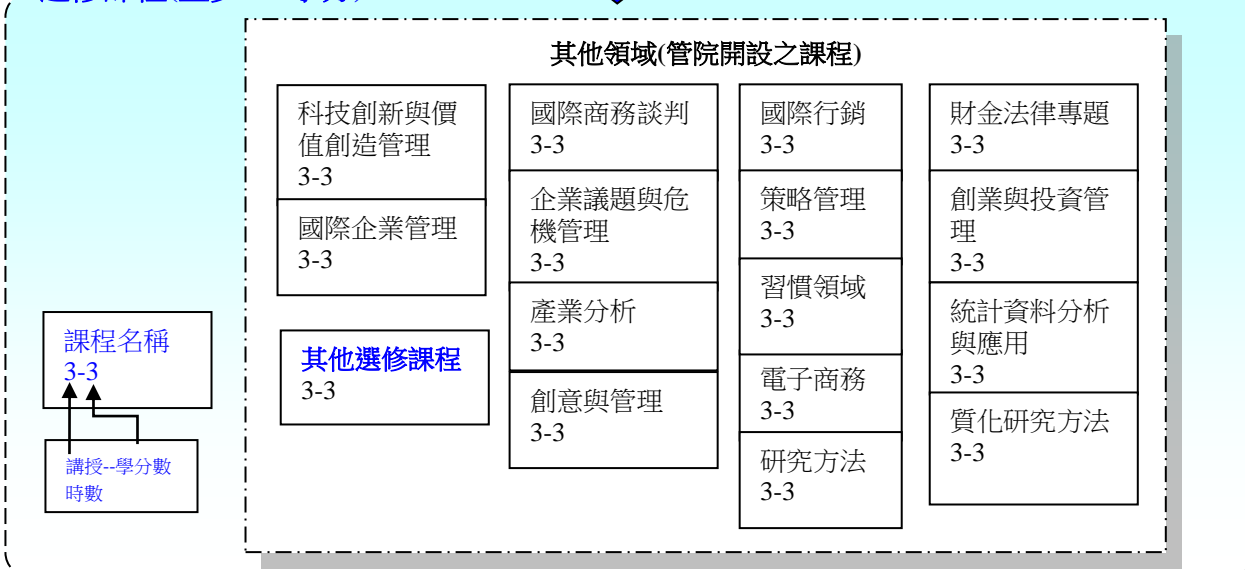 其他領域(管院開設之課程)
科技創新與價
值創造管理
3-3
國際企業管理
3-3
其他選修課程
3-3
國際商務談判
3-3
企業議題與危
機管理
3-3
產業分析
3-3
創意與管理
3-3
國際行銷
3-3
策略管理
3-3
習慣領域
3-3
電子商務
3-3
研究方法
3-3
財金法律專題
3-3
創業與投資管
理
3-3
統計資料分析
與應用
3-3
質化研究方法
3-3
課程名稱
3-3
講授--學分數
時數